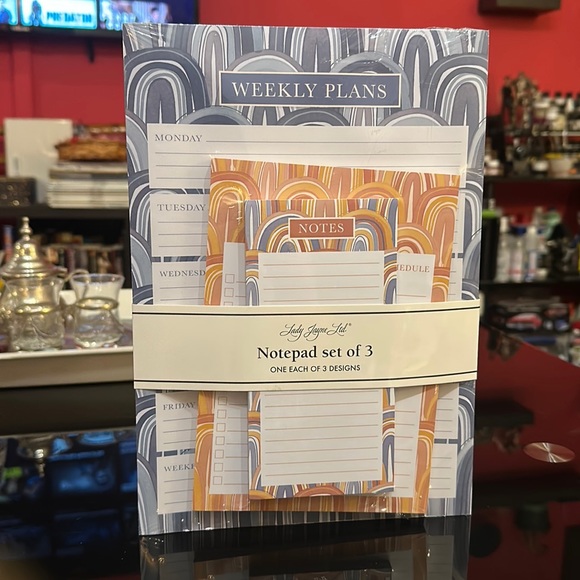 WEEKLY PLANS
MONDAY
TUESDAY
NOTES
Lady Jayne Ltd.®
Notepad set of 3
ONE EACH OF 3 DESIGNS
FRIDAY